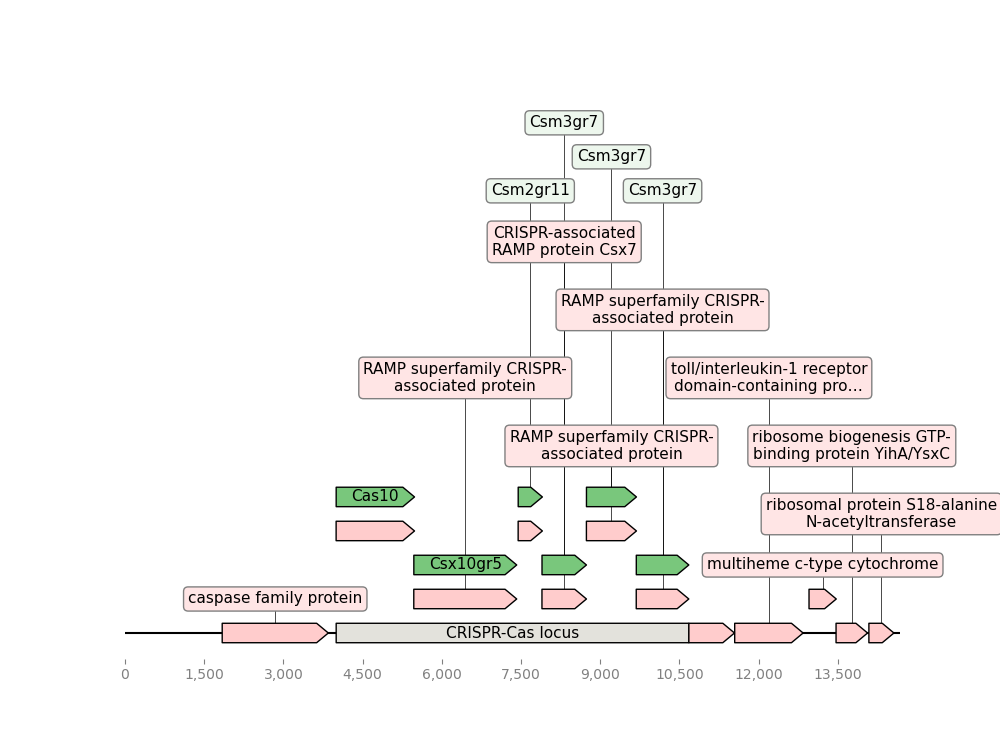 Csm3gr7
Csm3gr7
Csm2gr11
Csm3gr7
CRISPR-associated
RAMP protein Csx7
RAMP superfamily CRISPR-
associated protein
RAMP superfamily CRISPR-
associated protein
toll/interleukin-1 receptor
domain-containing pro...
RAMP superfamily CRISPR-
associated protein
ribosome biogenesis GTP-
binding protein YihA/YsxC
Cas10
ribosomal protein S18-alanine
N-acetyltransferase
Csx10gr5
multiheme c-type cytochrome
caspase family protein
CRISPR-Cas locus
0 1,500 3,000 4,500 6,000 7,500 9,000 10,500 12,000 13,500